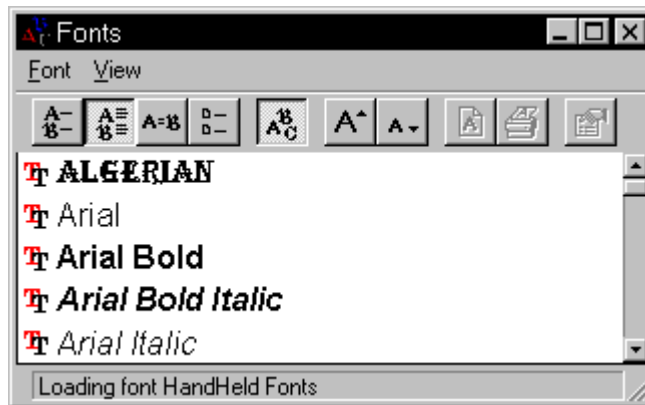 Fonts
Font View
ALGERIAN
Arial
Arial Bold
Arial Bold Italic
Arial Italic
Loading font HandHeld Fonts